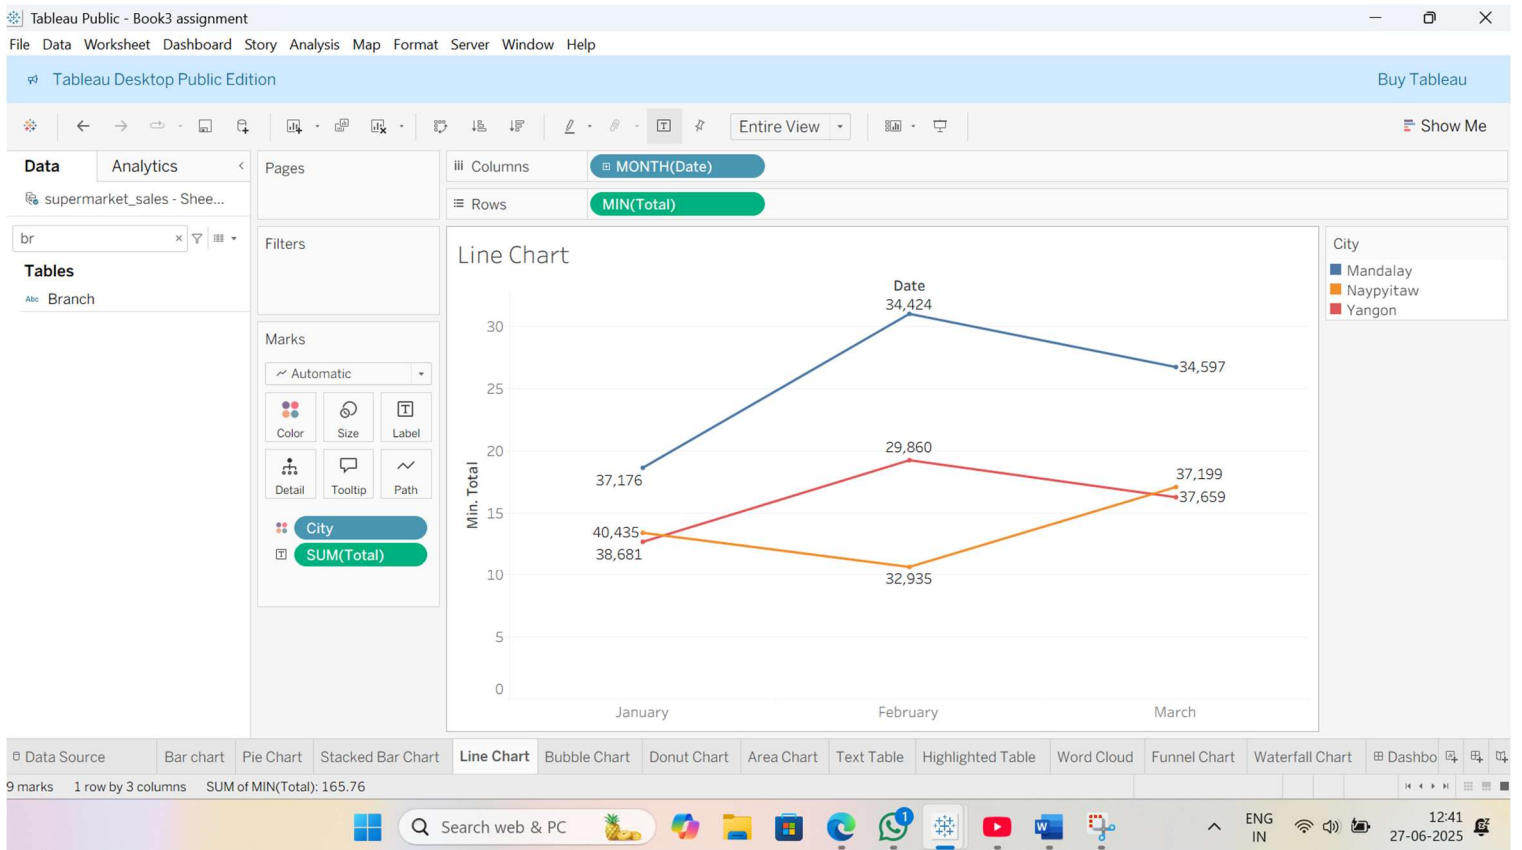 Tableau Public - Book3 assignment
File Data Worksheet Dashboard Story Analysis Map Format Server Window Help
Tableau Desktop Public Edition
Buy Tableau
Entire View
Show Me
Data Analytics
supermarket_sales - Shee...
br
Tables
Abc Branch
Pages
Filters
Marks
Automatic
Color Size Label
Detail Tooltip Path
City
SUM(Total)
Columns MONTH(Date)
Rows MIN(Total)
Line Chart
Date
34,424
30
34,597
25
20
29,860
37,176
37,199
37,659
15
40,435
38,681
10
32,935
5
0
Min. Total
January February March
City
Mandalay
Naypyitaw
Yangon
Data Source Bar chart Pie Chart Stacked Bar Chart Line Chart Bubble Chart Donut Chart Area Chart Text Table Highlighted Table Word Cloud Funnel Chart Waterfall Chart Dashbo
9 marks 1 row by 3 columns SUM of MIN(Total): 165.76
Search web & PC
1
ENG
IN
12:41
27-06-2025